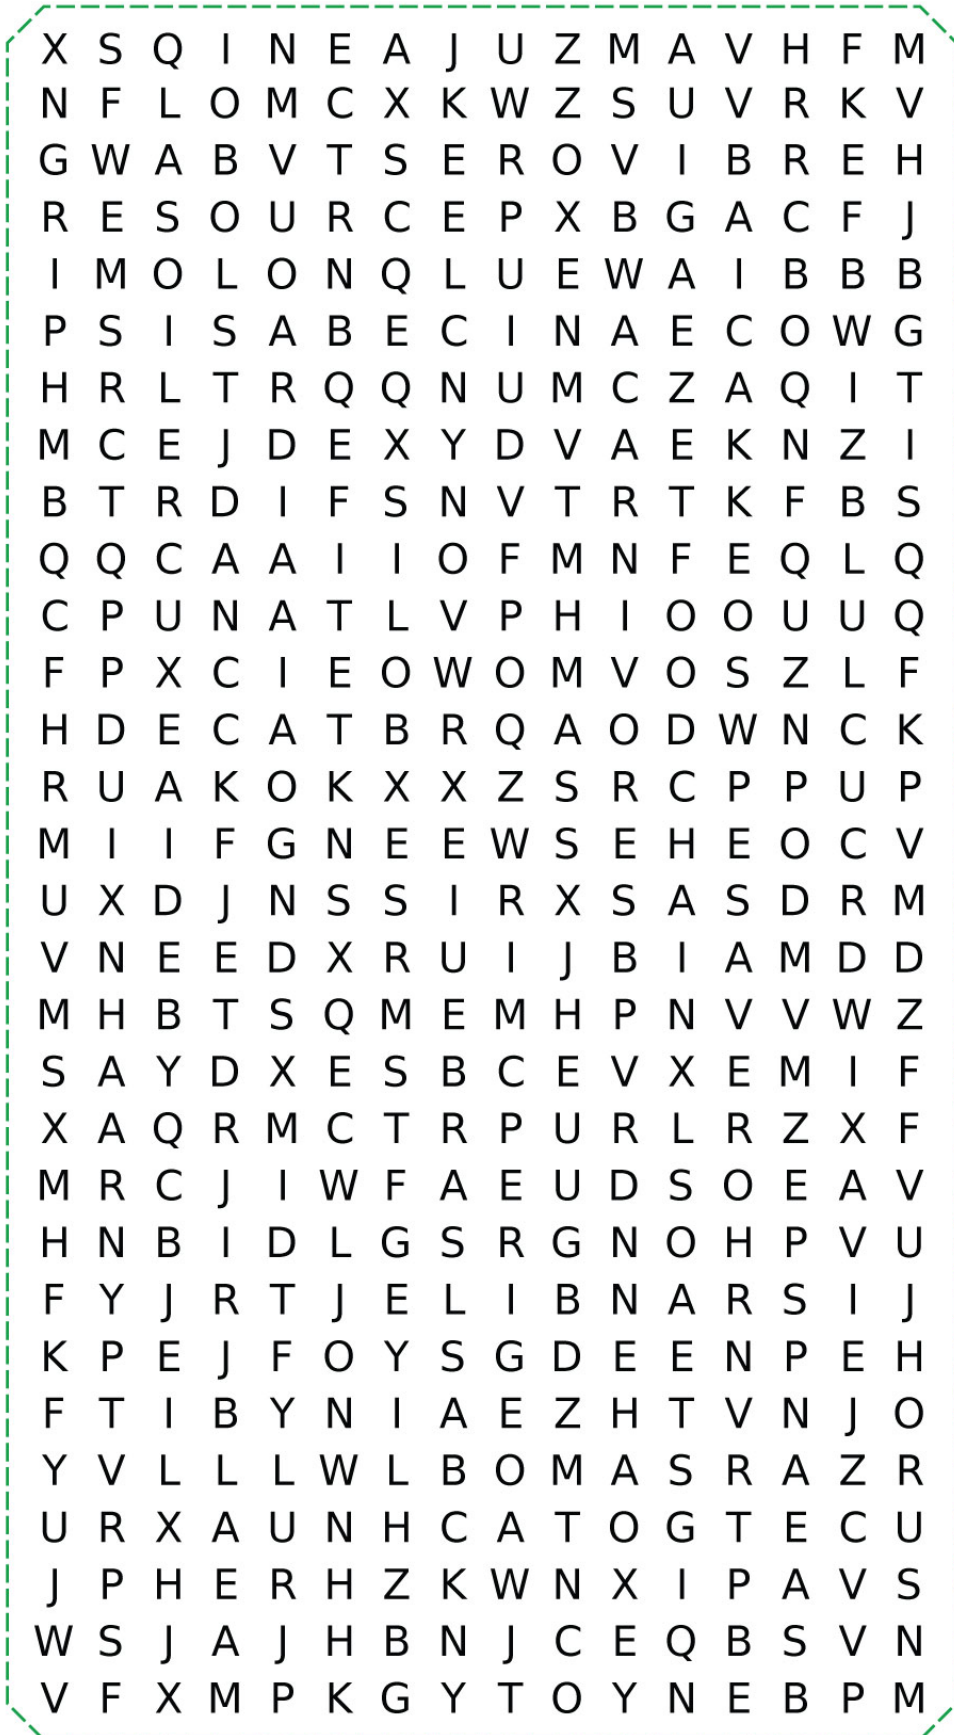 X S Q I N E A J U Z M A V H F M
N F L O M C X K W Z S U V R K V
G W A B V T S E R O V I B R E H
R E S O U R C E P X B G A C F J
I M O L O N Q L U E W A I B B B
P S I S A B E C I N A E C O W G
H R L T R Q Q N U M C Z A Q I T
M C E J D E X Y D V A E K N Z I
B T R D I F S N V T R T K F B S
Q Q C A A I I O F M N F E Q L Q
C P U N A T L V P H I O O U U Q
F P X C I E O W O M V O S Z L F
H D E C A T B R Q A O D W N C K
R U A K O K X X Z S R C P P U P
M I I F G N E E W S E H E O C V
U X D J N S S I R X S A S D R M
V N E E D X R U I J B I A M D D
M H B T S Q M E M H P N V V W Z
S A Y D X E S B C E V X E M I F
X A Q R M C T R P U R L R Z X F
M R C J I W F A E U D S O E A V
H N B I D L G S R G N O H P V U
F Y J R T J E L I B N A R S I J
K P E J F O Y S G D E E N P E H
F T I B Y N I A E Z H T V N J O
Y V L L L W L B O M A S R A Z R
U R X A U N H C A T O G T E C U
J P H E R H Z K W N X I P A V S
W S J A J H B N J C E Q B S V N
V F X M P K G Y T O Y N E B P M